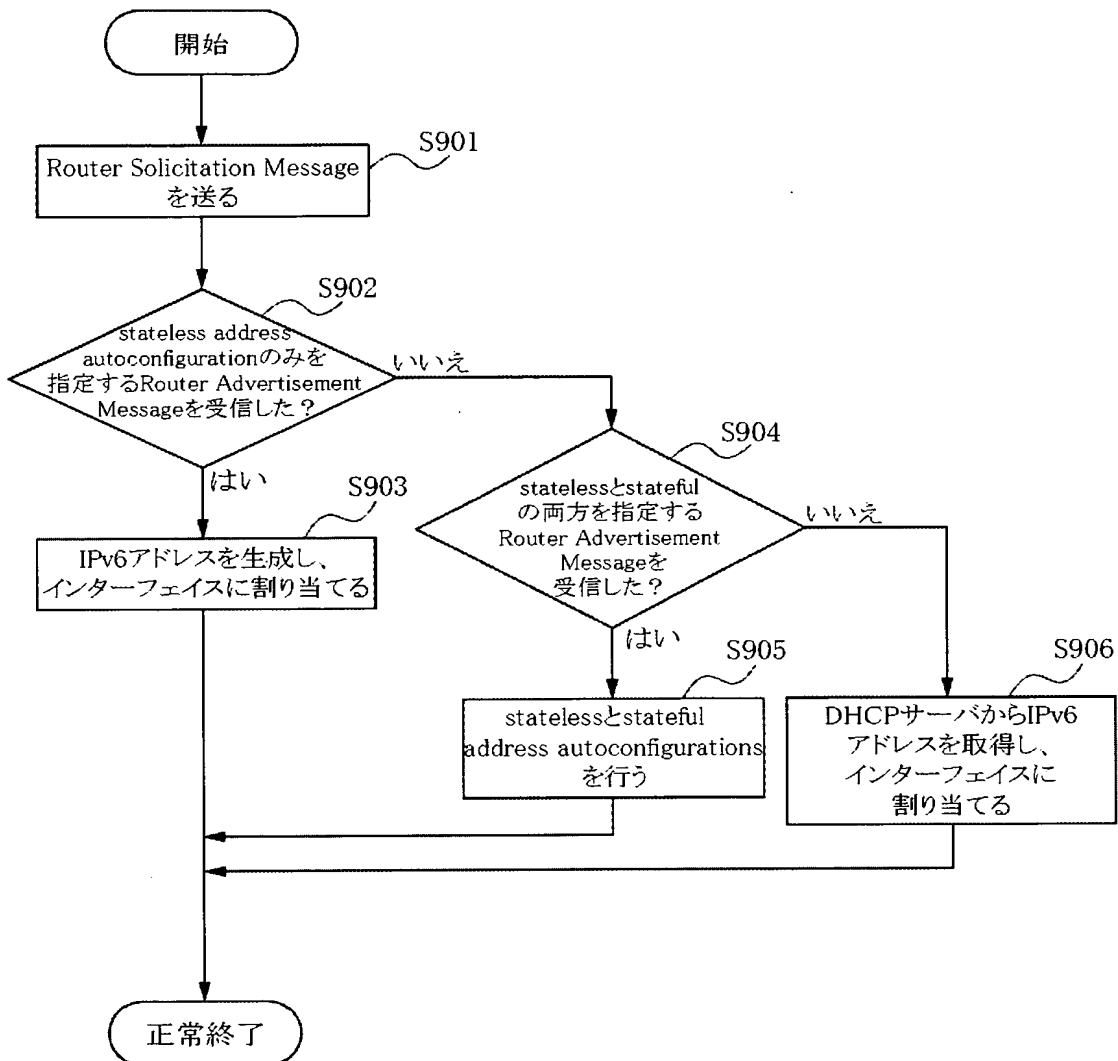 開始
S901
Router Solicitation Message
を送る
S902
stateless address
autoconfigurationのみを
指定するRouter Advertisement
Messageを受信した？
いいえ
はい
S903
IPv6アドレスを生成し、
インターフェイスに割り当てる
S904
statelessとstateful
の両方を指定する
Router Advertisement
Messageを
受信した？
いいえ
はい
S905
statelessとstateful
address autoconfigurations
を行う
S906
DHCPサーバからIPv6
アドレスを取得し、
インターフェイスに
割り当てる
正常終了